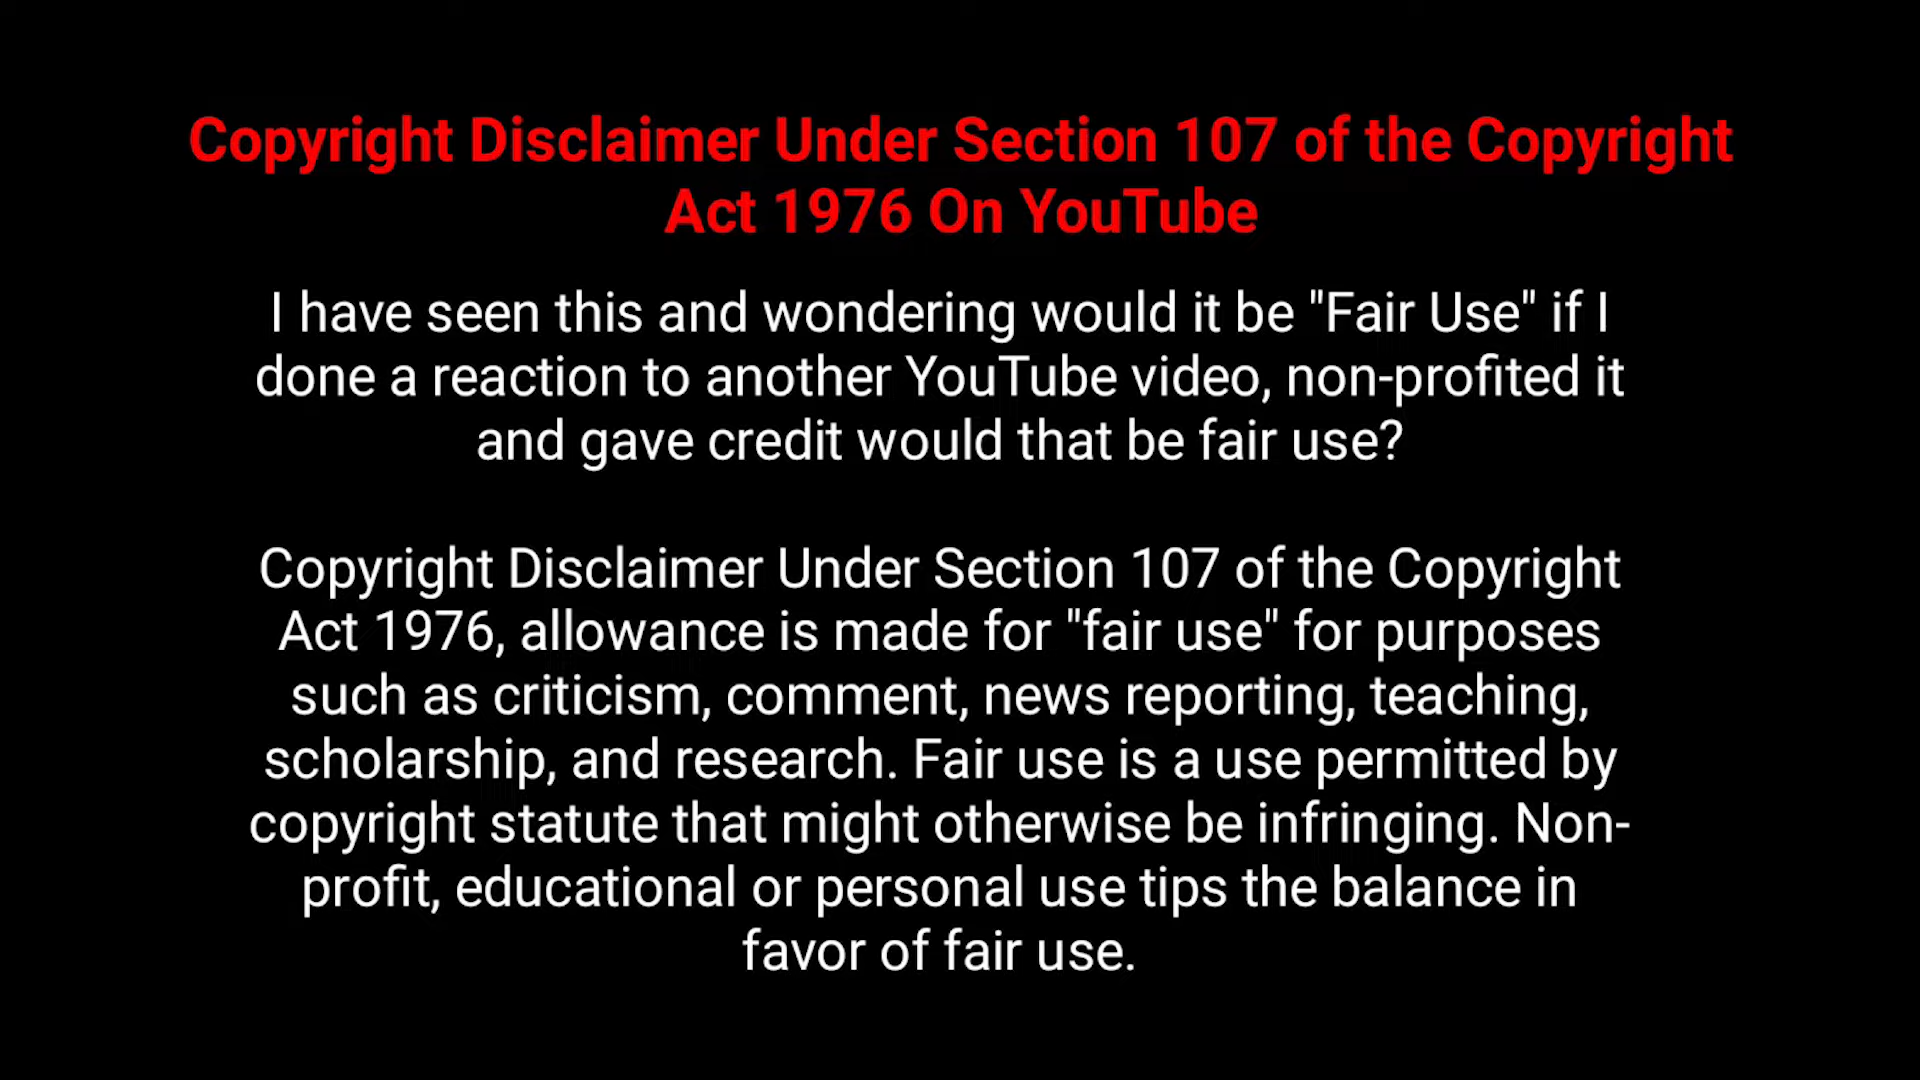 Copyright Disclaimer Under Section 107 of the Copyright
Act 1976 On YouTube
I have seen this and wondering would it be "Fair Use" if I
done a reaction to another YouTube video, non-profited it
and gave credit would that be fair use?
Copyright Disclaimer Under Section 107 of the Copyright
Act 1976, allowance is made for "fair use" for purposes
such as criticism, comment, news reporting, teaching,
scholarship, and research. Fair use is a use permitted by
copyright statute that might otherwise be infringing. Non-
profit, educational or personal use tips the balance in
favor of fair use.